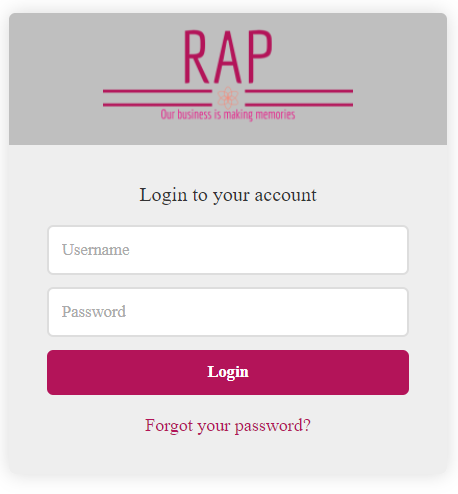 RAP
Our business is making memories
Login to your account
Username
Password
Login
Forgot your password?